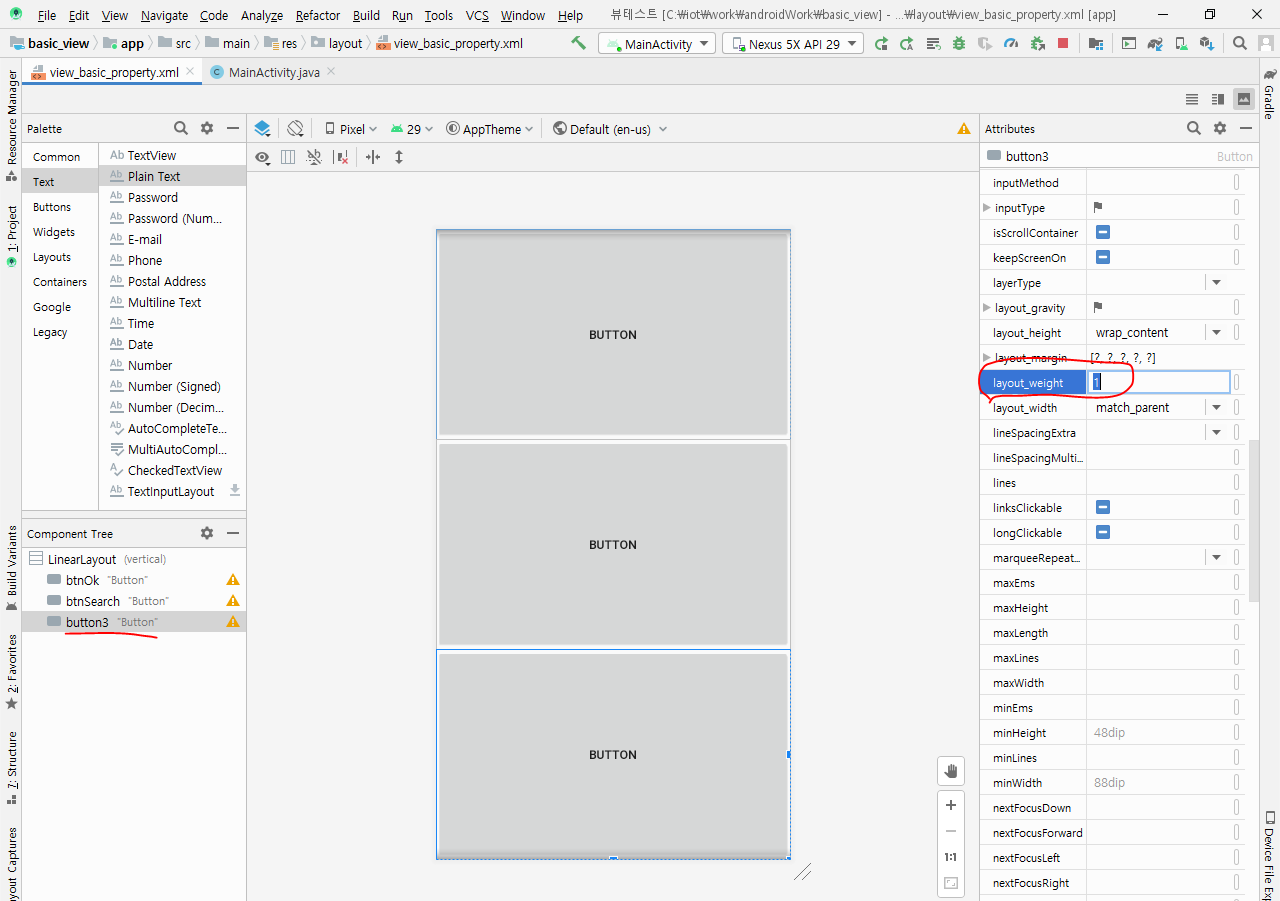 File Edit View Navigate Code Analyze Refactor Build Run Tools VCS Window Help 뷰테스트 [C:₩iot₩work₩androidWork₩basic_view] - ...₩layout₩view_basic_property.xml [app]
basic_view app src main res layout view_basic_property.xml MainActivity Nexus 5X API 29
view_basic_property.xml MainActivity.java
Resource Manager
1: Project
Build Variants
2: Favorites
7: Structure
ayout Captures
Palette
Common
Text
Buttons
Widgets
Layouts
Containers
Google
Legacy
Ab TextView
Ab Plain Text
Ab Password
Ab Password (Num...
Ab E-mail
Ab Phone
Ab Postal Address
Ab Multiline Text
Ab Time
Ab Date
Ab Number
Ab Number (Signed)
Ab Number (Decim...
Ab AutoCompleteTe...
MultiAutoCompl...
CheckedTextView
Ab TextInputLayout
Component Tree
LinearLayout (vertical)
btnOk "Button"
btnSearch "Button"
button3 "Button"
Pixel 29 AppTheme Default (en-us)
BUTTON
BUTTON
BUTTON
1:1
Attributes
button3 Button
inputMethod
inputType
isScrollContainer
keepScreenOn
layerType
layout_gravity
layout_height wrap_content
layout_margin [?, ?, ?, ?, ?]
layout_weight 1
layout_width match_parent
lineSpacingExtra
lineSpacingMulti...
lines
linksClickable
longClickable
marqueeRepeat...
maxEms
maxHeight
maxLength
maxLines
maxWidth
minEms
minHeight 48dip
minLines
minWidth 88dip
nextFocusDown
nextFocusForward
nextFocusLeft
nextFocusRight
Gradle
Device File Exp